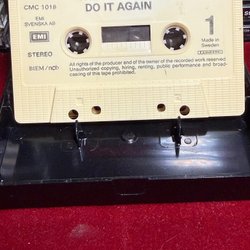 CMC 1018
DO IT AGAIN
EMI
SVENSKA AB
EMI
STEREO
BIEM/ncb
1
Made in
Sweden
All rights of the producer and of the owner of the recorded work reserved
Unauthorized copying, hiring, renting, public performance and broad-
casting of this tape prohibited.